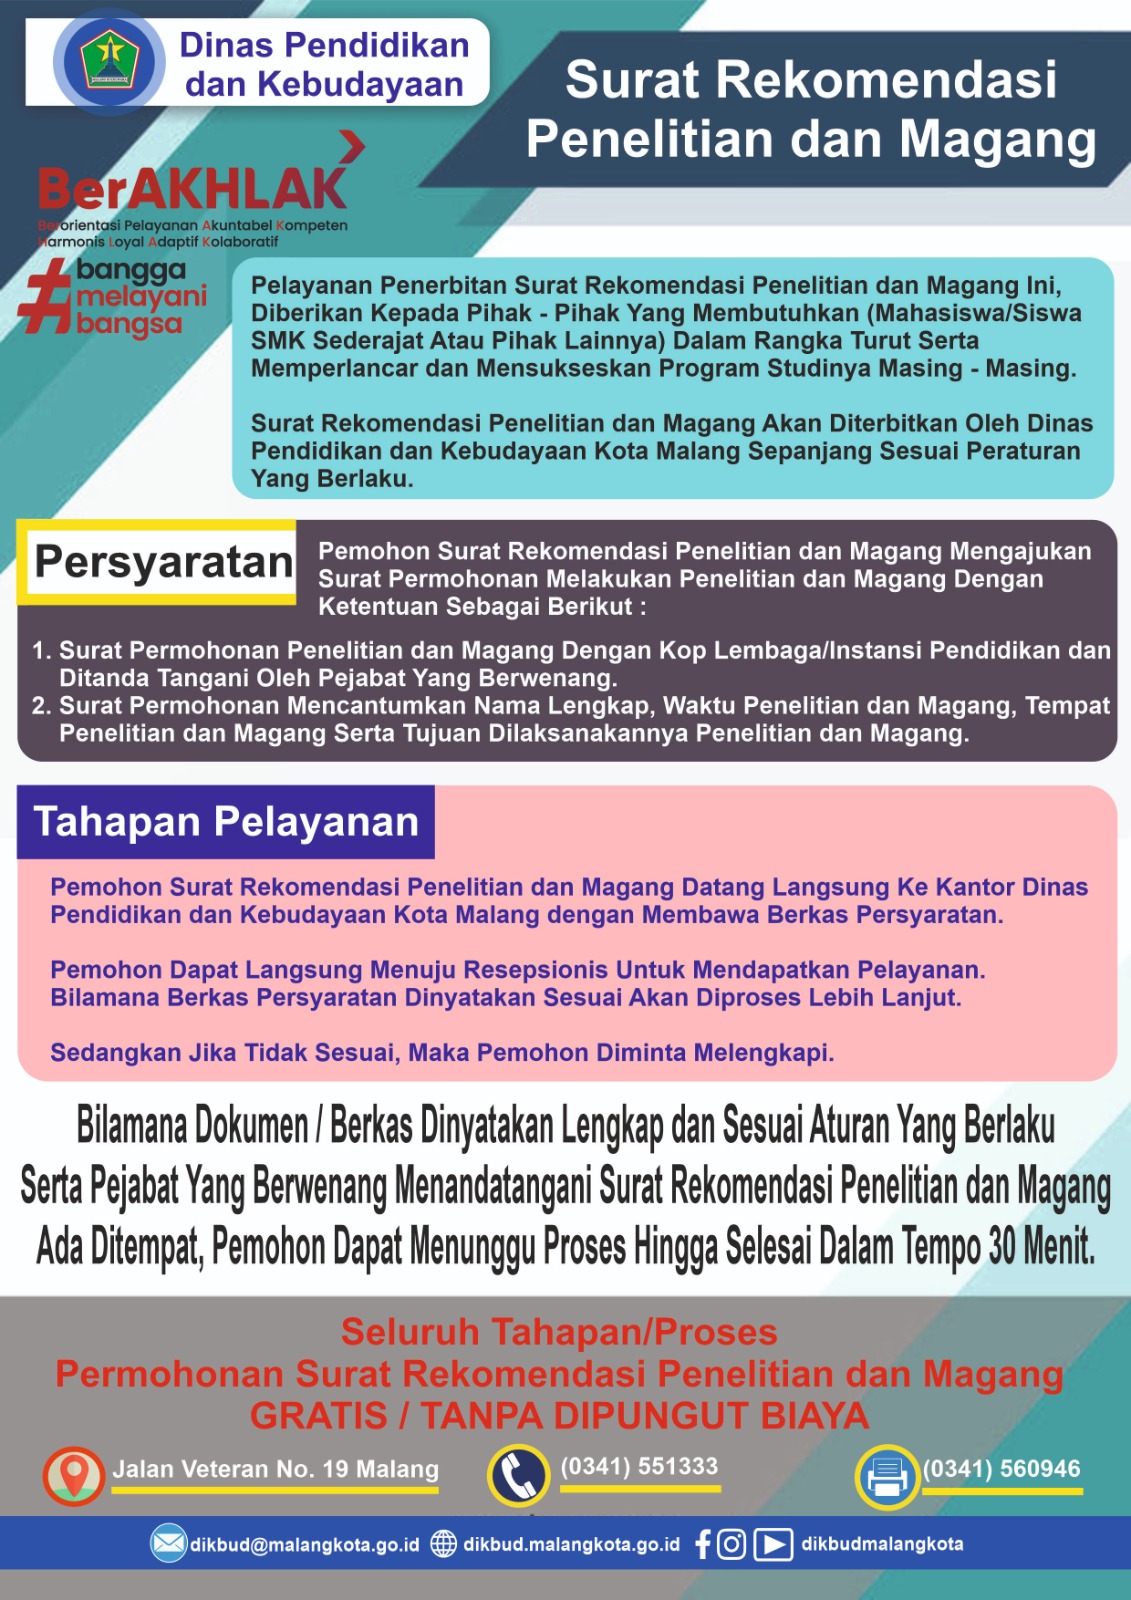 Dinas Pendidikan
dan Kebudayaan
Surat Rekomendasi
Penelitian dan Magang
BerAKHLAK
Berorientasi Pelayanan Akuntabel Kompeten
Harmonis Loyal Adaptif Kolaboratif
#bangga
melayani
bangsa
Pelayanan Penerbitan Surat Rekomendasi Penelitian dan Magang Ini,
Diberikan Kepada Pihak - Pihak Yang Membutuhkan (Mahasiswa/Siswa
SMK Sederajat Atau Pihak Lainnya) Dalam Rangka Turut Serta
Memperlancar dan Mensukseskan Program Studinya Masing - Masing.
Surat Rekomendasi Penelitian dan Magang Akan Diterbitkan Oleh Dinas
Pendidikan dan Kebudayaan Kota Malang Sepanjang Sesuai Peraturan
Yang Berlaku.
Persyaratan
Pemohon Surat Rekomendasi Penelitian dan Magang Mengajukan
Surat Permohonan Melakukan Penelitian dan Magang Dengan
Ketentuan Sebagai Berikut :
1. Surat Permohonan Penelitian dan Magang Dengan Kop Lembaga/Instansi Pendidikan dan
Ditanda Tangani Oleh Pejabat Yang Berwenang.
2. Surat Permohonan Mencantumkan Nama Lengkap, Waktu Penelitian dan Magang, Tempat
Penelitian dan Magang Serta Tujuan Dilaksanakannya Penelitian dan Magang.
Tahapan Pelayanan
Pemohon Surat Rekomendasi Penelitian dan Magang Datang Langsung Ke Kantor Dinas
Pendidikan dan Kebudayaan Kota Malang dengan Membawa Berkas Persyaratan.
Pemohon Dapat Langsung Menuju Resepsionis Untuk Mendapatkan Pelayanan.
Bilamana Berkas Persyaratan Dinyatakan Sesuai Akan Diproses Lebih Lanjut.
Sedangkan Jika Tidak Sesuai, Maka Pemohon Diminta Melengkapi.
Bilamana Dokumen / Berkas Dinyatakan Lengkap dan Sesuai Aturan Yang Berlaku
Serta Pejabat Yang Berwenang Menandatangani Surat Rekomendasi Penelitian dan Magang
Ada Ditempat, Pemohon Dapat Menunggu Proses Hingga Selesai Dalam Tempo 30 Menit.
Seluruh Tahapan/Proses
Permohonan Surat Rekomendasi Penelitian dan Magang
GRATIS / TANPA DIPUNGUT BIAYA
Jalan Veteran No. 19 Malang
(0341) 551333
(0341) 560946
dikbud@malangkota.go.id
dikbud.malangkota.go.id
dikbudmalangkota